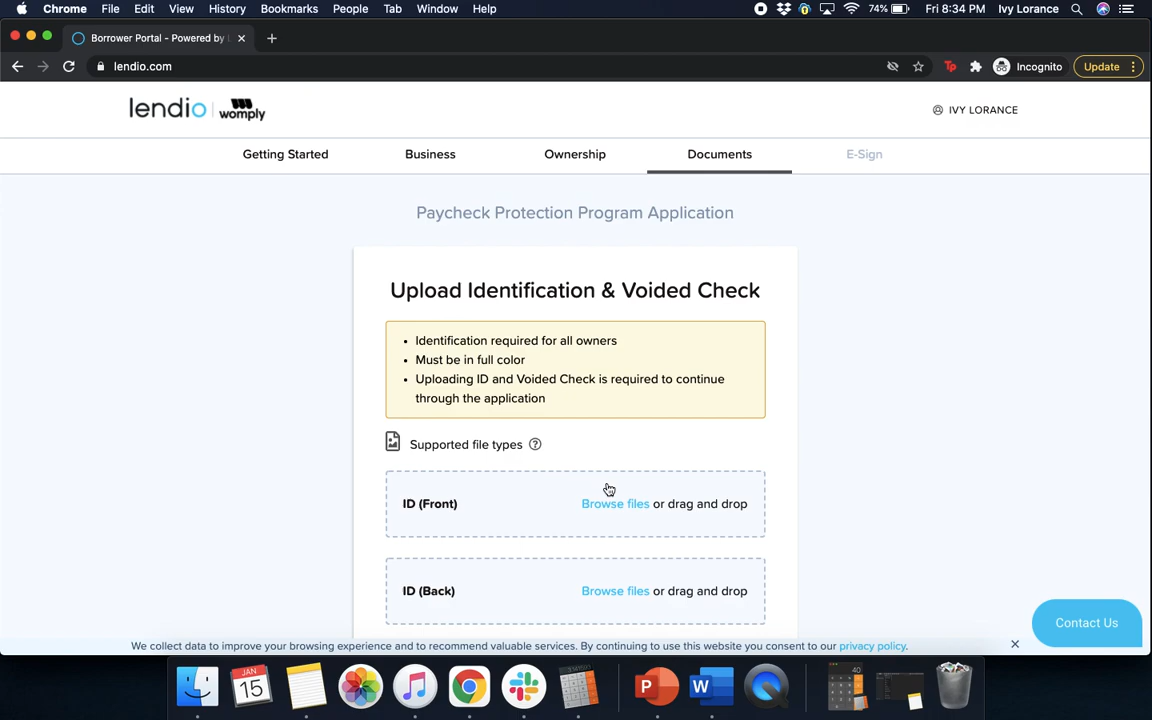 Chrome File Edit View History Bookmarks People Tab Window Help 74% Fri 8:34 PM Ivy Lorance
Borrower Portal - Powered by
lendio.com Incognito Update
lendio womply IVY LORANCE
Getting Started Business Ownership Documents E-Sign
Paycheck Protection Program Application
Upload Identification & Voided Check
• Identification required for all owners
• Must be in full color
• Uploading ID and Voided Check is required to continue
through the application
Supported file types ?
ID (Front) Browse files or drag and drop
ID (Back) Browse files or drag and drop
Contact Us
We collect data to improve your browsing experience and to recommend valuable services. By continuing to use this website you consent to our privacy policy.
JAN
15
P W 40